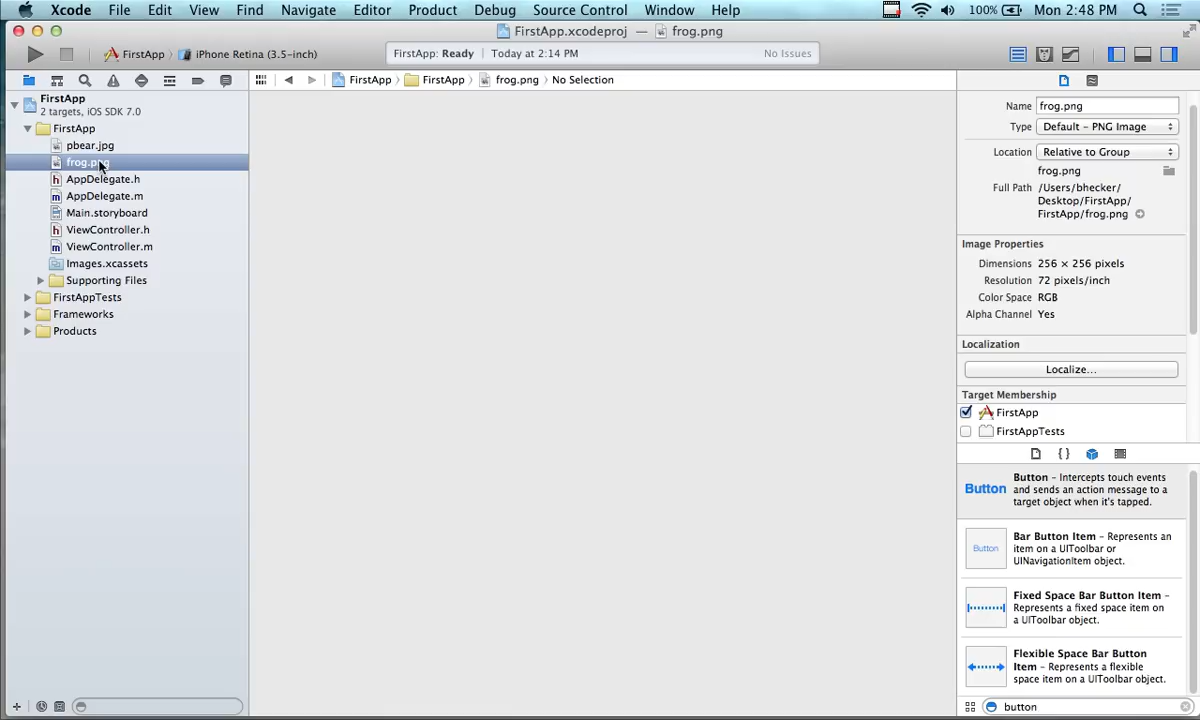 Xcode File Edit View Find Navigate Editor Product Debug Source Control Window Help 100% Mon 2:48 PM
FirstApp.xcodeproj — frog.png
FirstApp iPhone Retina (3.5-inch) FirstApp: Ready Today at 2:14 PM No Issues
FirstApp FirstApp frog.png No Selection
FirstApp
2 targets, iOS SDK 7.0
FirstApp
pbear.jpg
frog.png
AppDelegate.h
AppDelegate.m
Main.storyboard
ViewController.h
ViewController.m
Images.xcassets
Supporting Files
FirstAppTests
Frameworks
Products
Name frog.png
Type Default - PNG Image
Location Relative to Group
frog.png
Full Path /Users/bhecker/
Desktop/FirstApp/
FirstApp/frog.png
Image Properties
Dimensions 256 × 256 pixels
Resolution 72 pixels/inch
Color Space RGB
Alpha Channel Yes
Localization
Localize...
Target Membership
FirstApp
FirstAppTests
{ }
Button
Button – Intercepts touch events
and sends an action message to a
target object when it's tapped.
Button
Bar Button Item – Represents an
item on a UIToolbar or
UINavigationItem object.
Fixed Space Bar Button Item –
Represents a fixed space item on
a UIToolbar object.
Flexible Space Bar Button
Item – Represents a flexible
space item on a UIToolbar object.
button